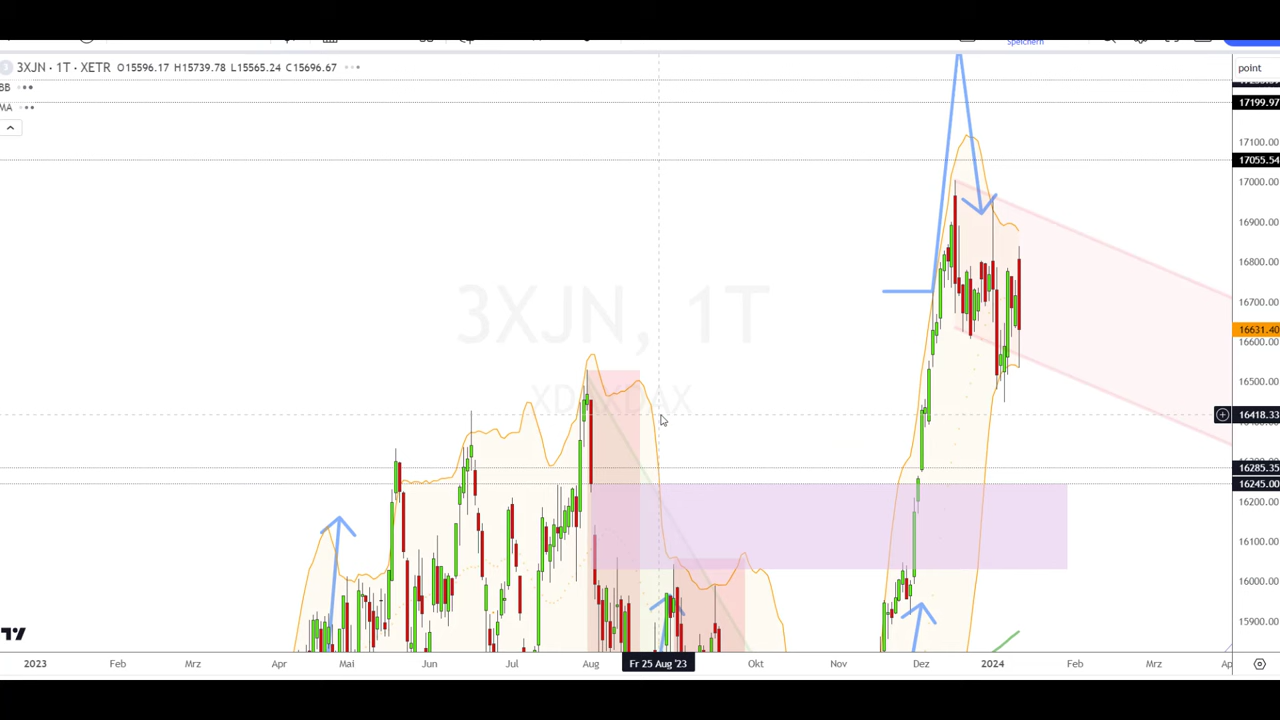 Speichern
3XJN · 1T · XETR O15596.17 H15739.78 L15565.24 C15696.67
point
BB
MA
17199.97
17100.00
17055.54
17000.00
16900.00
16800.00
16700.00
16631.40
16600.00
16500.00
16418.33
16285.35
16245.00
16200.00
16100.00
16000.00
15900.00
3XJN, 1T
2023
Feb
Mrz
Apr
Mai
Jun
Jul
Aug
Fr 25 Aug '23
Okt
Nov
Dez
2024
Feb
Mrz
Ap